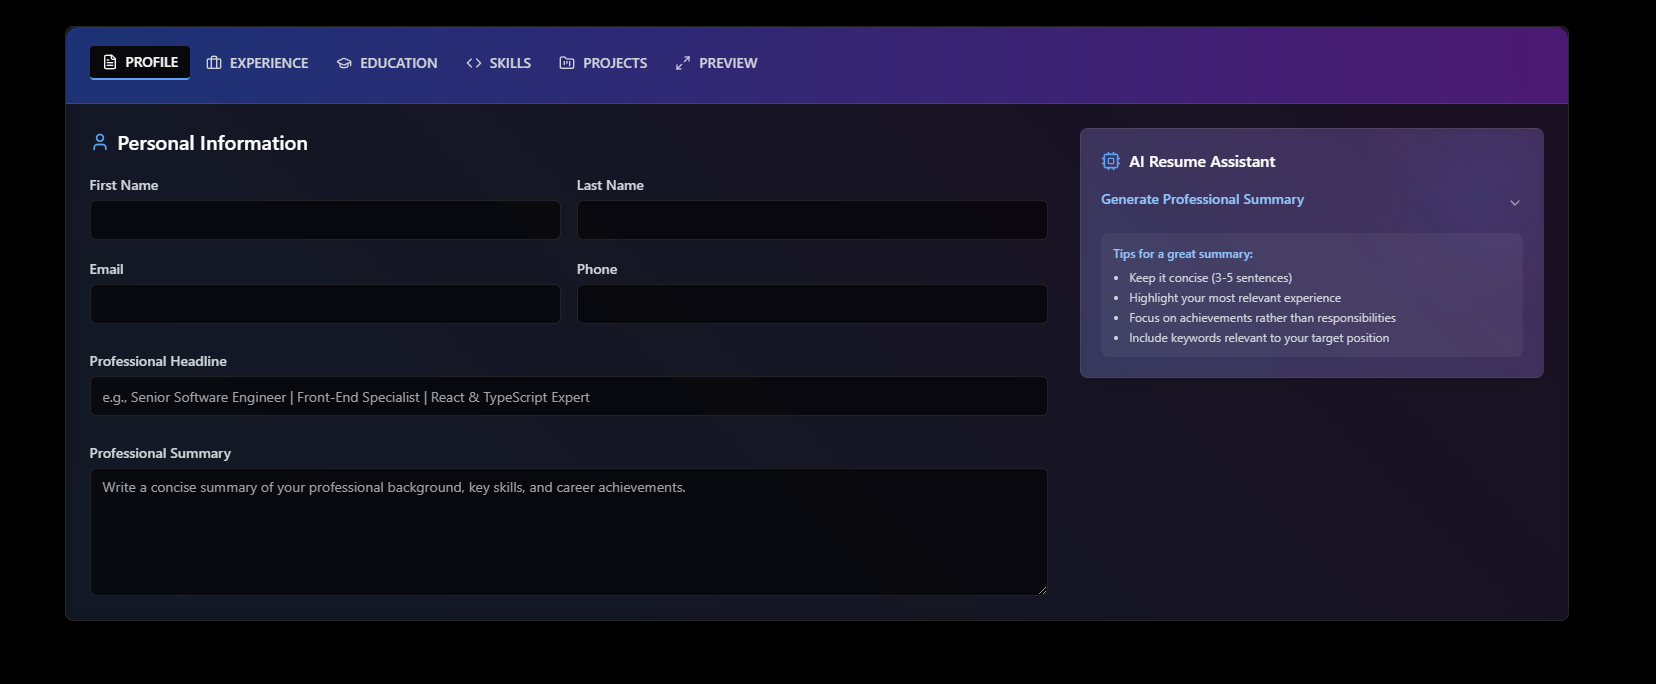 PROFILE EXPERIENCE EDUCATION SKILLS PROJECTS PREVIEW
Personal Information
First Name
Last Name
Email
Phone
Professional Headline
e.g., Senior Software Engineer | Front-End Specialist | React & TypeScript Expert
Professional Summary
Write a concise summary of your professional background, key skills, and career achievements.
AI Resume Assistant
Generate Professional Summary
Tips for a great summary:
• Keep it concise (3-5 sentences)
• Highlight your most relevant experience
• Focus on achievements rather than responsibilities
• Include keywords relevant to your target position